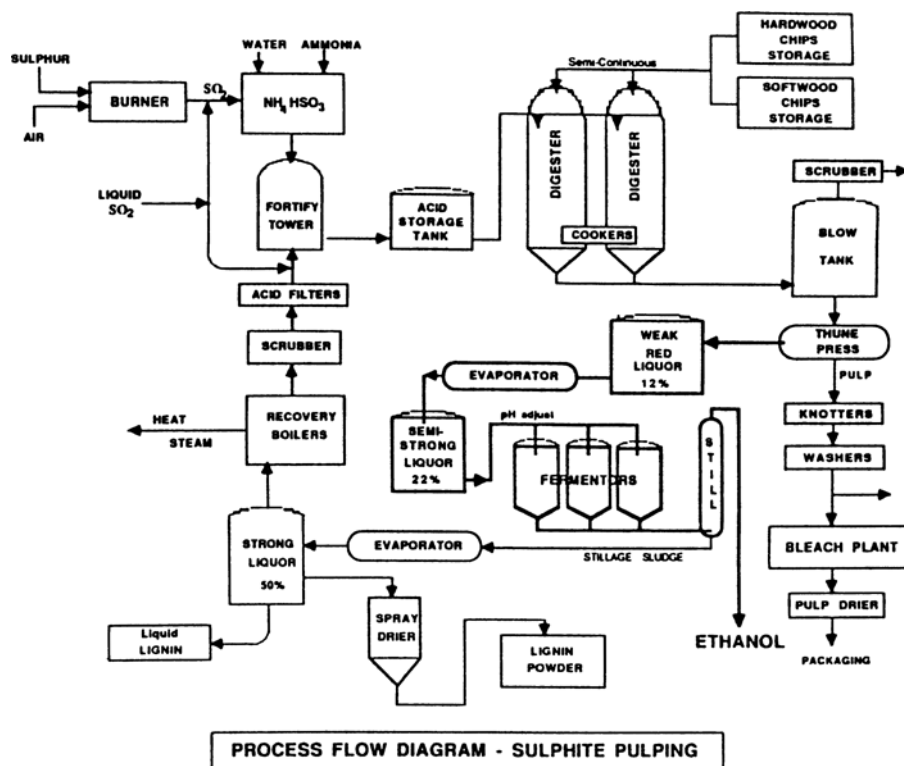 HARDWOOD
CHIPS
STORAGE
SOFTWOOD
CHIPS
STORAGE
WATER
AMMONIA
SULPHUR
AIR
BURNER
SO2
NH4 HSO3
Semi-Continuous
LIQUID
SO2
FORTIFY
TOWER
ACID
STORAGE
TANK
DIGESTER
DIGESTER
COOKERS
SCRUBBER
BLOW
TANK
ACID FILTERS
SCRUBBER
RECOVERY
BOILERS
HEAT
STEAM
WEAK
RED
LIQUOR
12%
THUNE
PRESS
PULP
KNOTTERS
WASHERS
BLEACH PLANT
PULP DRIER
PACKAGING
EVAPORATOR
SEMI-
STRONG
LIQUOR
22%
pH adjust
FERMENTORS
STILL
STILLAGE SLUDGE
EVAPORATOR
STRONG
LIQUOR
50%
Liquid
LIGNIN
SPRAY
DRIER
LIGNIN
POWDER
ETHANOL
PROCESS FLOW DIAGRAM - SULPHITE PULPING